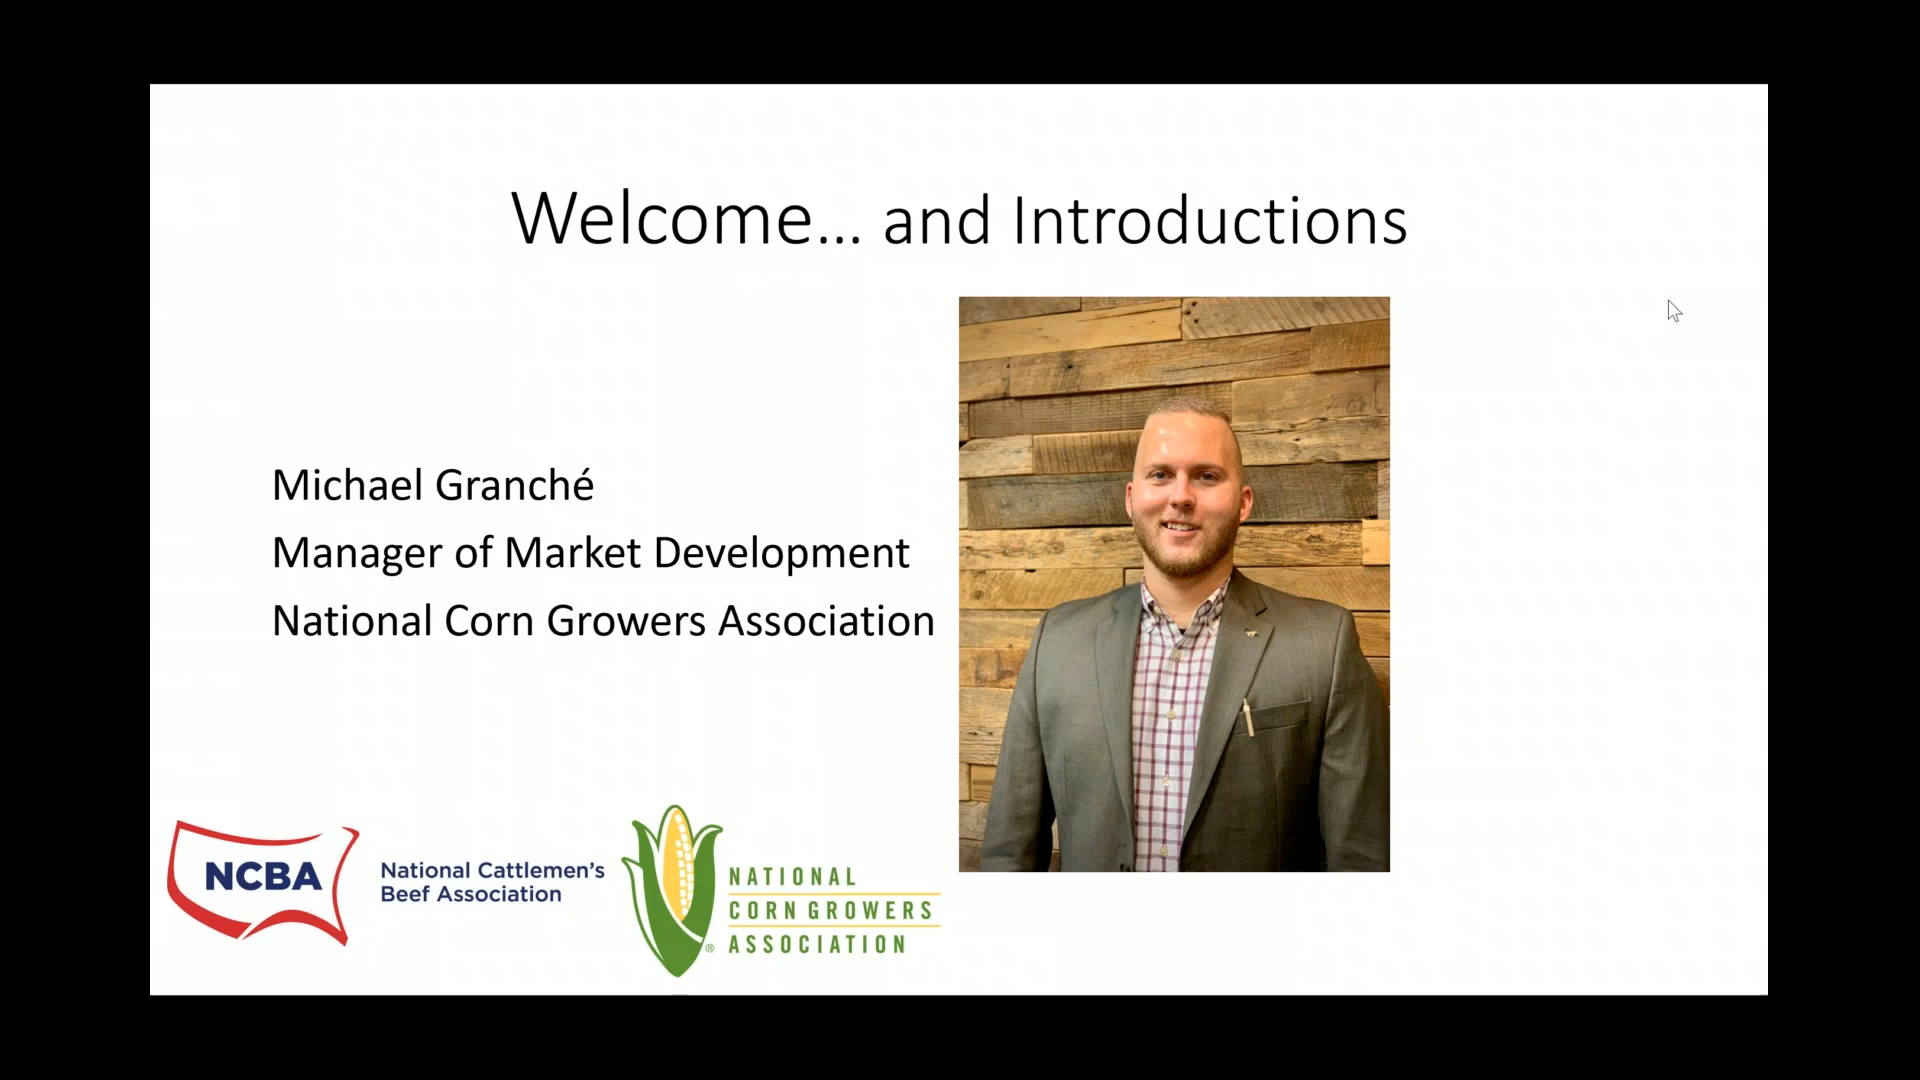 Welcome... and Introductions
Michael Granché
Manager of Market Development
National Corn Growers Association
NCBA
National Cattlemen's
Beef Association
NATIONAL
CORN GROWERS
ASSOCIATION
®